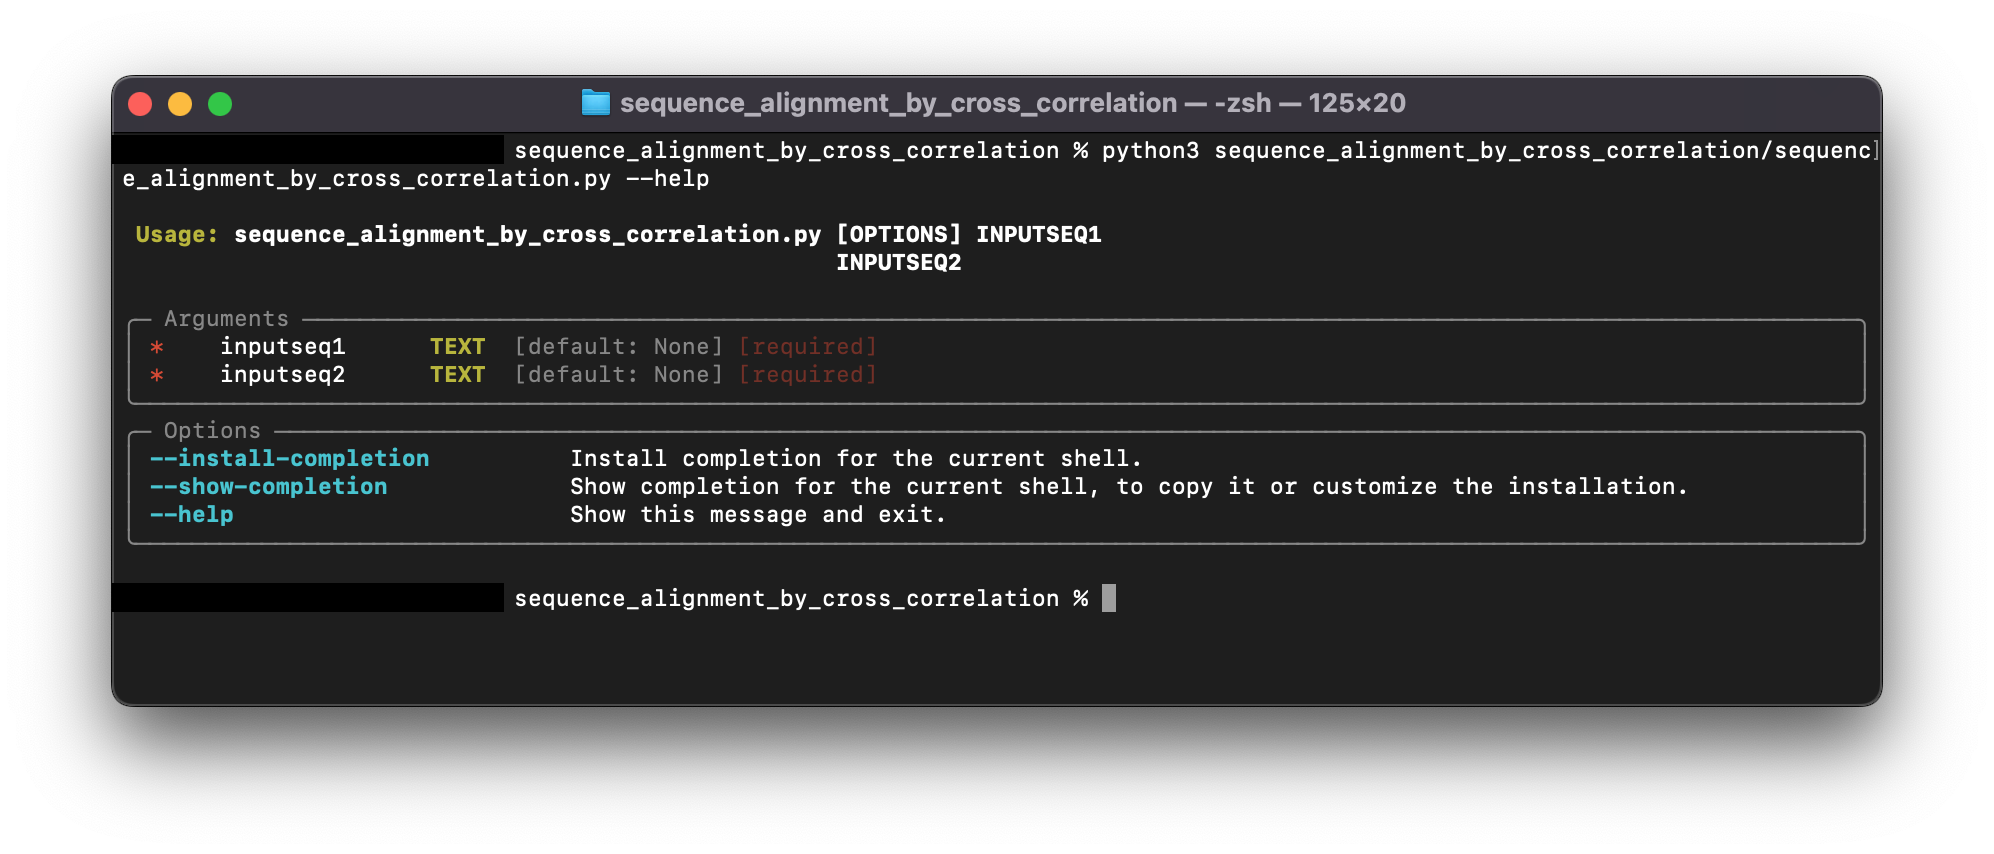 sequence_alignment_by_cross_correlation — -zsh — 125×20
sequence_alignment_by_cross_correlation % python3 sequence_alignment_by_cross_correlation/sequenc
e_alignment_by_cross_correlation.py --help
Usage: sequence_alignment_by_cross_correlation.py [OPTIONS] INPUTSEQ1
INPUTSEQ2
Arguments
* inputseq1 TEXT [default: None] [required]
* inputseq2 TEXT [default: None] [required]
Options
--install-completion Install completion for the current shell.
--show-completion Show completion for the current shell, to copy it or customize the installation.
--help Show this message and exit.
sequence_alignment_by_cross_correlation %